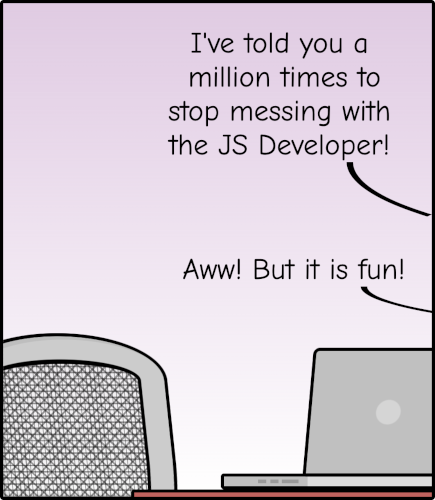 I've told you a
million times to
stop messing with
the JS Developer!
Aww! But it is fun!